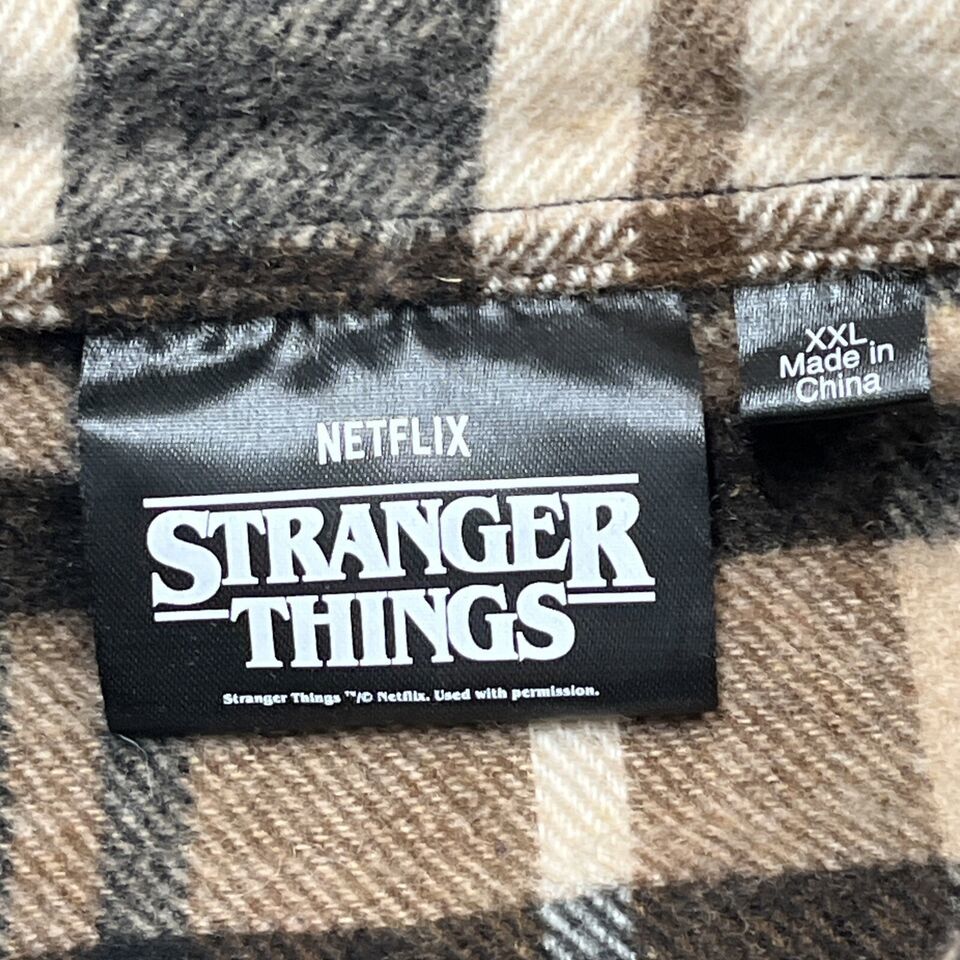 NETFLIX
STRANGER
THINGS
Stranger Things ™/© Netflix. Used with permission.
XXL
Made in
China